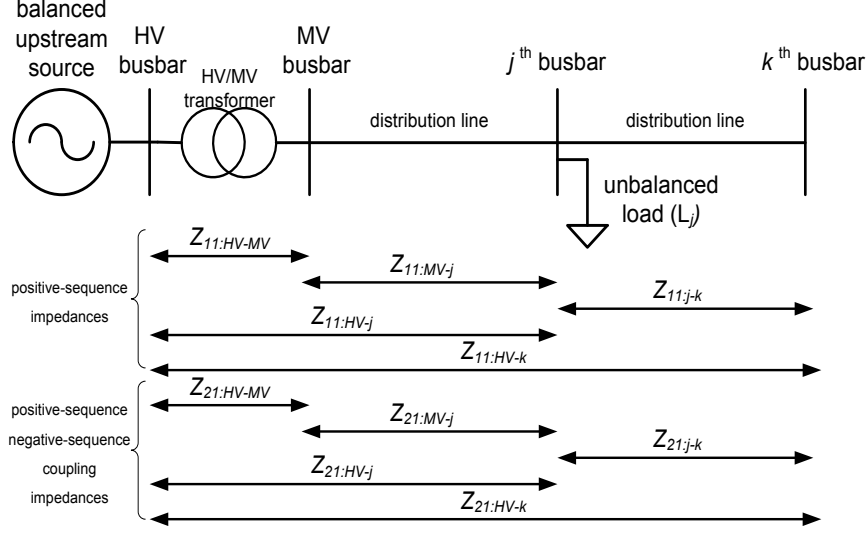 balanced
upstream
source
HV
busbar
HV/MV
transformer
MV
busbar
distribution line
j th busbar
distribution line
k th busbar
unbalanced
load (Lj)
positive-sequence
impedances
Z11:HV-MV
Z11:MV-j
Z11:j-k
Z11:HV-j
Z11:HV-k
positive-sequence
negative-sequence
coupling
impedances
Z21:HV-MV
Z21:MV-j
Z21:j-k
Z21:HV-j
Z21:HV-k